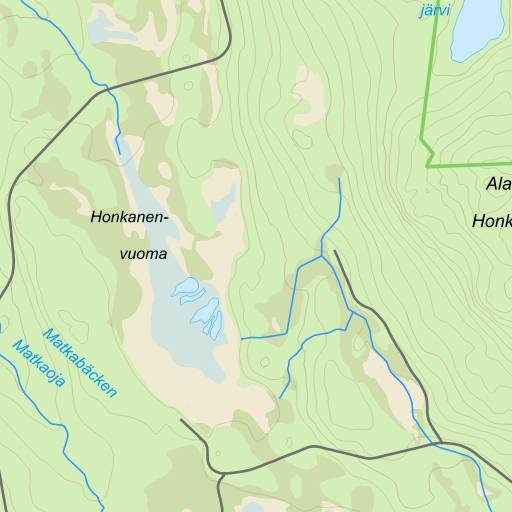 järvi
Ala
Honk
Honkanen-
vuoma
Matkabäcken
Matkaoja